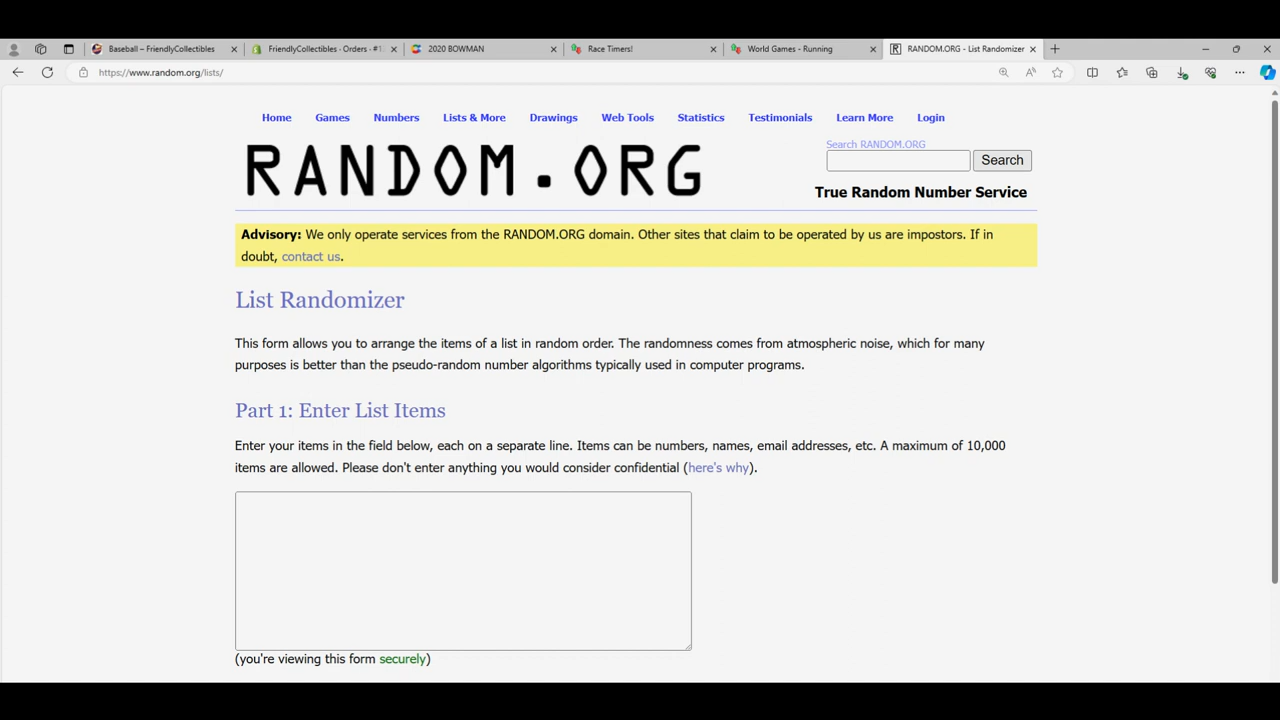 Baseball – FriendlyCollectibles
FriendlyCollectibles · Orders · #1
2020 BOWMAN
Race Timers!
World Games - Running
RANDOM.ORG - List Randomizer
https://www.random.org/lists/
Home Games Numbers Lists & More Drawings Web Tools Statistics Testimonials Learn More Login
Search RANDOM.ORG
RANDOM.ORG
Search
True Random Number Service
Advisory: We only operate services from the RANDOM.ORG domain. Other sites that claim to be operated by us are impostors. If in
doubt, contact us.
List Randomizer
This form allows you to arrange the items of a list in random order. The randomness comes from atmospheric noise, which for many
purposes is better than the pseudo-random number algorithms typically used in computer programs.
Part 1: Enter List Items
Enter your items in the field below, each on a separate line. Items can be numbers, names, email addresses, etc. A maximum of 10,000
items are allowed. Please don't enter anything you would consider confidential (here's why).
(you're viewing this form securely)